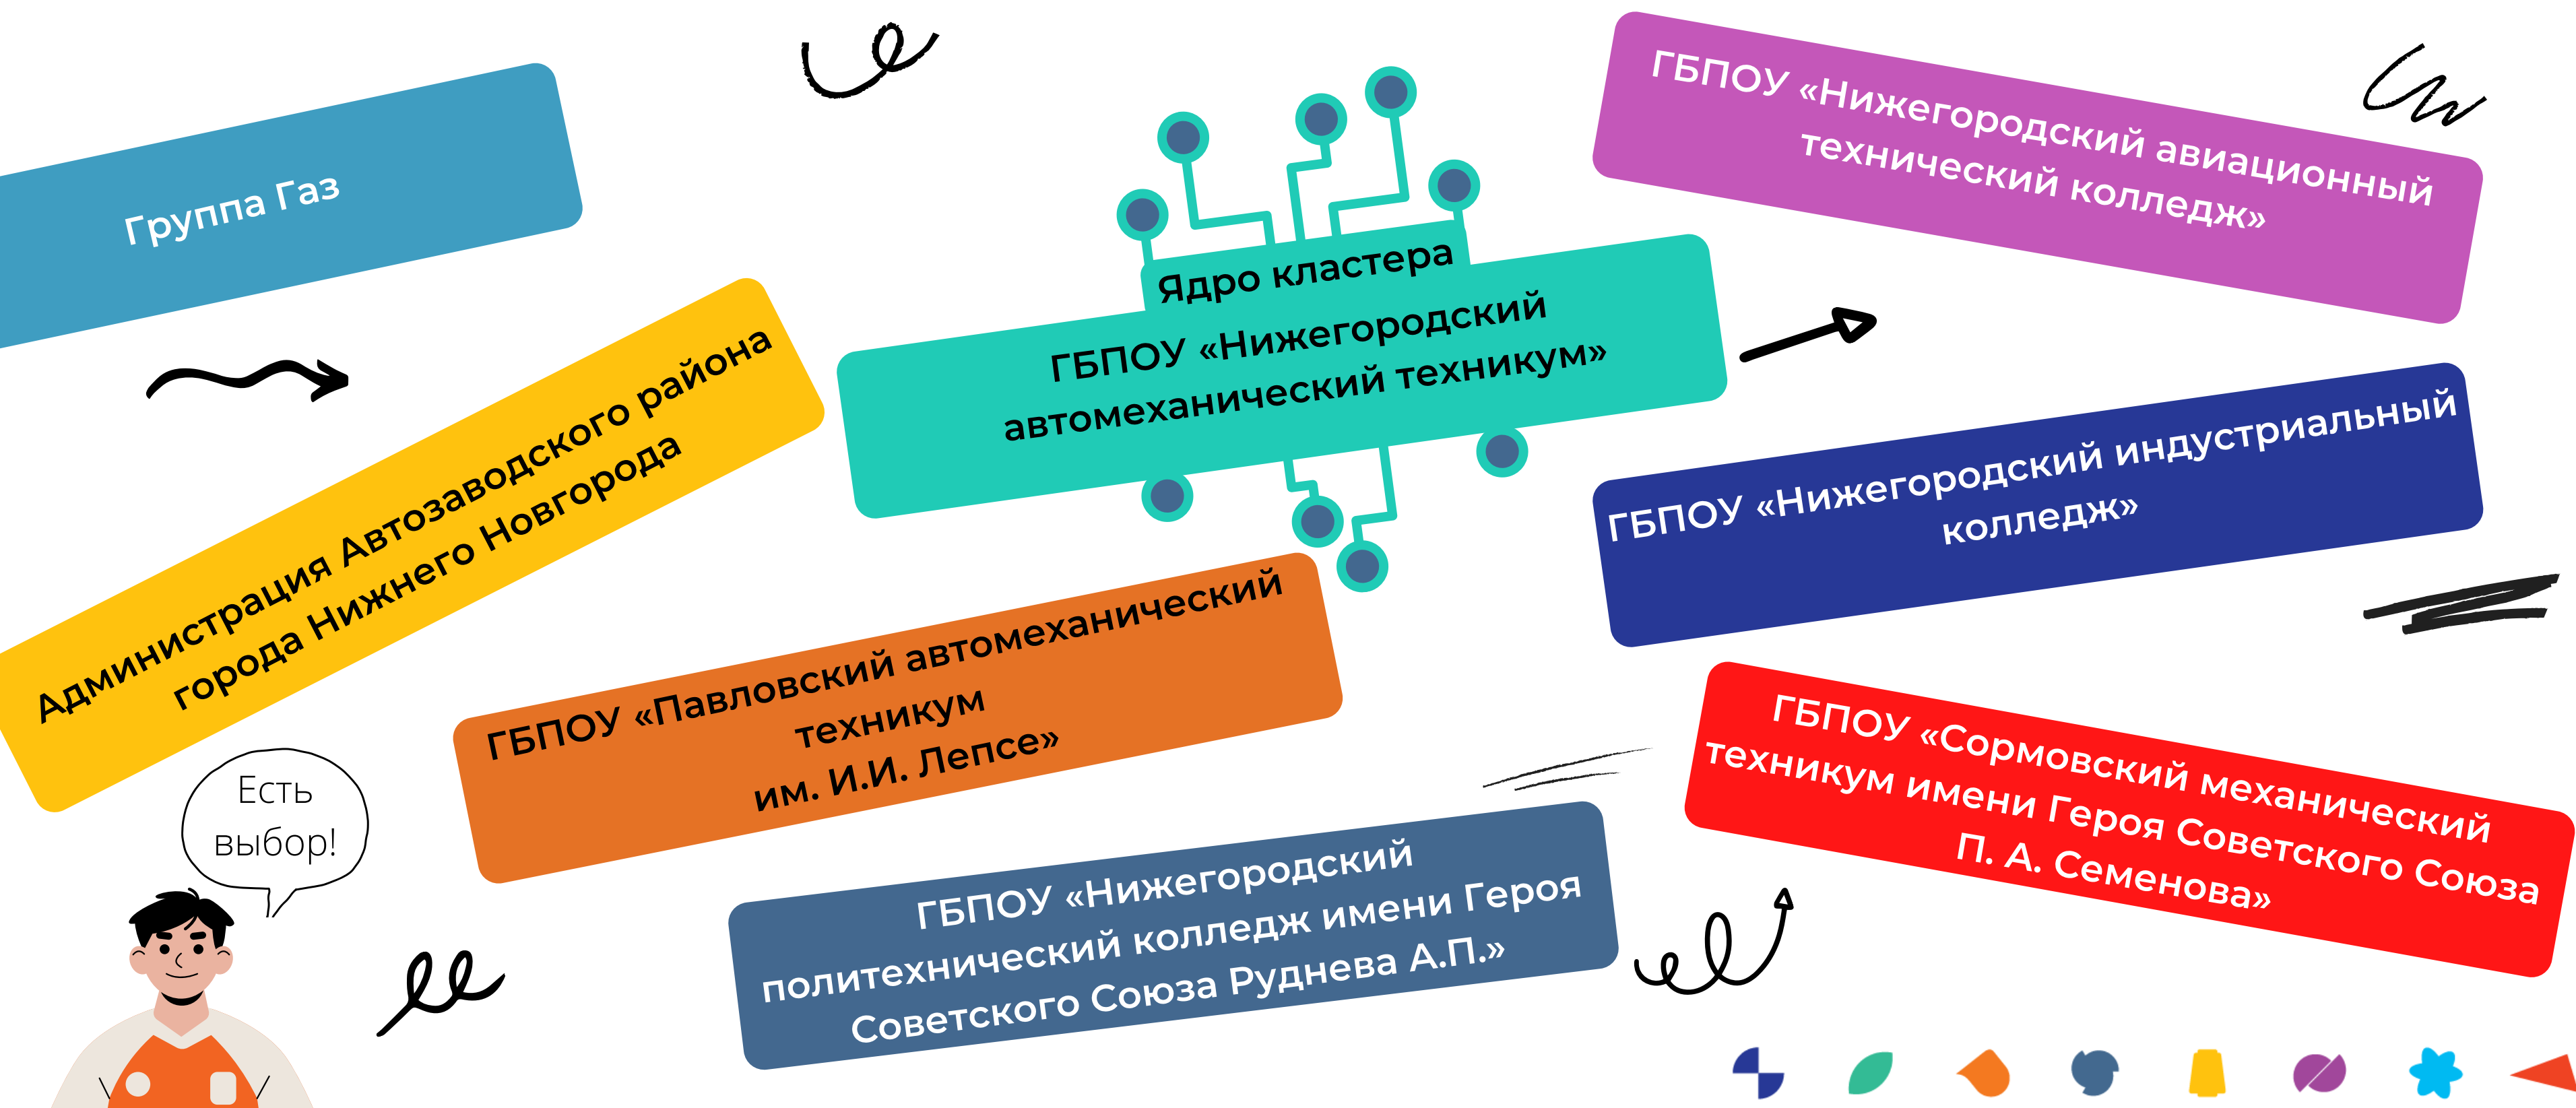 Группа Газ
Администрация Автозаводского района
города Нижнего Новгорода
Ядро кластера
ГБПОУ «Нижегородский
автомеханический техникум»
ГБПОУ «Нижегородский авиационный
технический колледж»
ГБПОУ «Нижегородский индустриальный
колледж»
ГБПОУ «Павловский автомеханический
техникум
им. И.И. Лепсе»
ГБПОУ «Сормовский механический
техникум имени Героя Советского Союза
П. А. Семенова»
ГБПОУ «Нижегородский
политехнический колледж имени Героя
Советского Союза Руднева А.П.»
Есть
выбор!